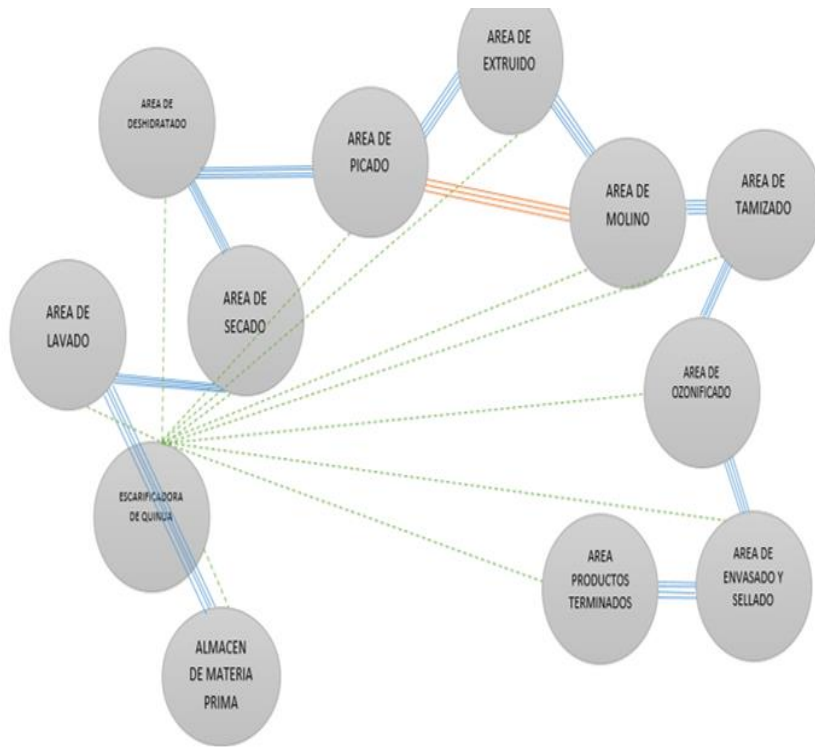 AREA DE
EXTRUIDO
AREA DE
DESHIDRATADO
AREA DE
PICADO
AREA DE
MOLINO
AREA DE
TAMIZADO
AREA DE
LAVADO
AREA DE
SECADO
AREA DE
OZONIFICADO
ESCARIFICADORA
DE QUINUA
AREA
PRODUCTOS
TERMINADOS
AREA DE
ENVASADO Y
SELLADO
ALMACEN
DE MATERIA
PRIMA